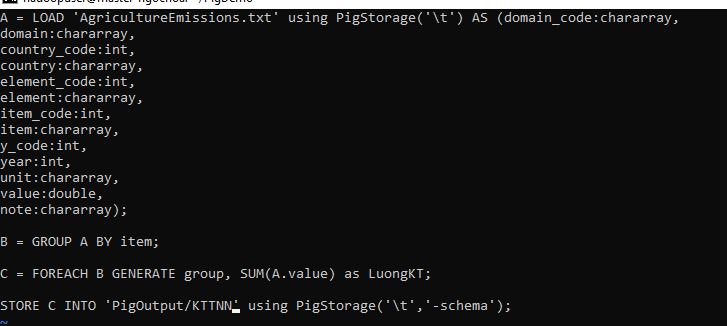 A = LOAD 'AgricultureEmissions.txt' using PigStorage('\t') AS (domain_code:chararray,
domain:chararray,
country_code:int,
country:chararray,
element_code:int,
element:chararray,
item_code:int,
item:chararray,
y_code:int,
year:int,
unit:chararray,
value:double,
note:chararray);
B = GROUP A BY item;
C = FOREACH B GENERATE group, SUM(A.value) as LuongKT;
STORE C INTO 'PigOutput/KTTNN' using PigStorage('\t','-schema');
~